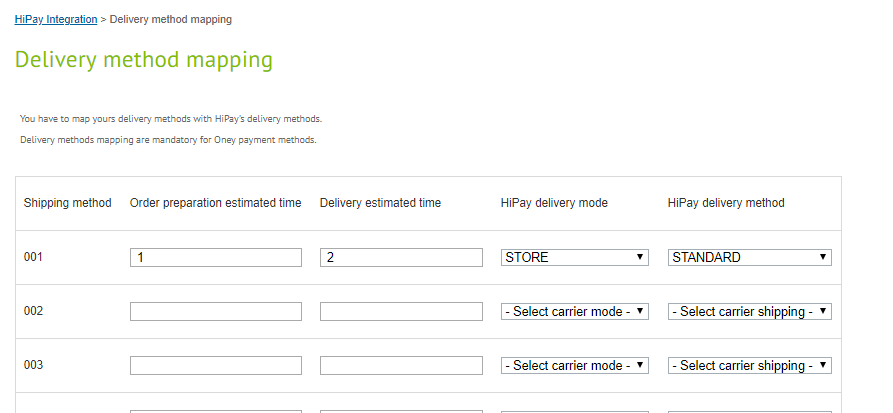 HiPay Integration > Delivery method mapping
Delivery method mapping
You have to map yours delivery methods with HiPay's delivery methods.
Delivery methods mapping are mandatory for Oney payment methods.
Shipping method Order preparation estimated time Delivery estimated time HiPay delivery mode HiPay delivery method
001 1 2 STORE STANDARD
002 - Select carrier mode - - Select carrier shipping -
003 - Select carrier mode - - Select carrier shipping -